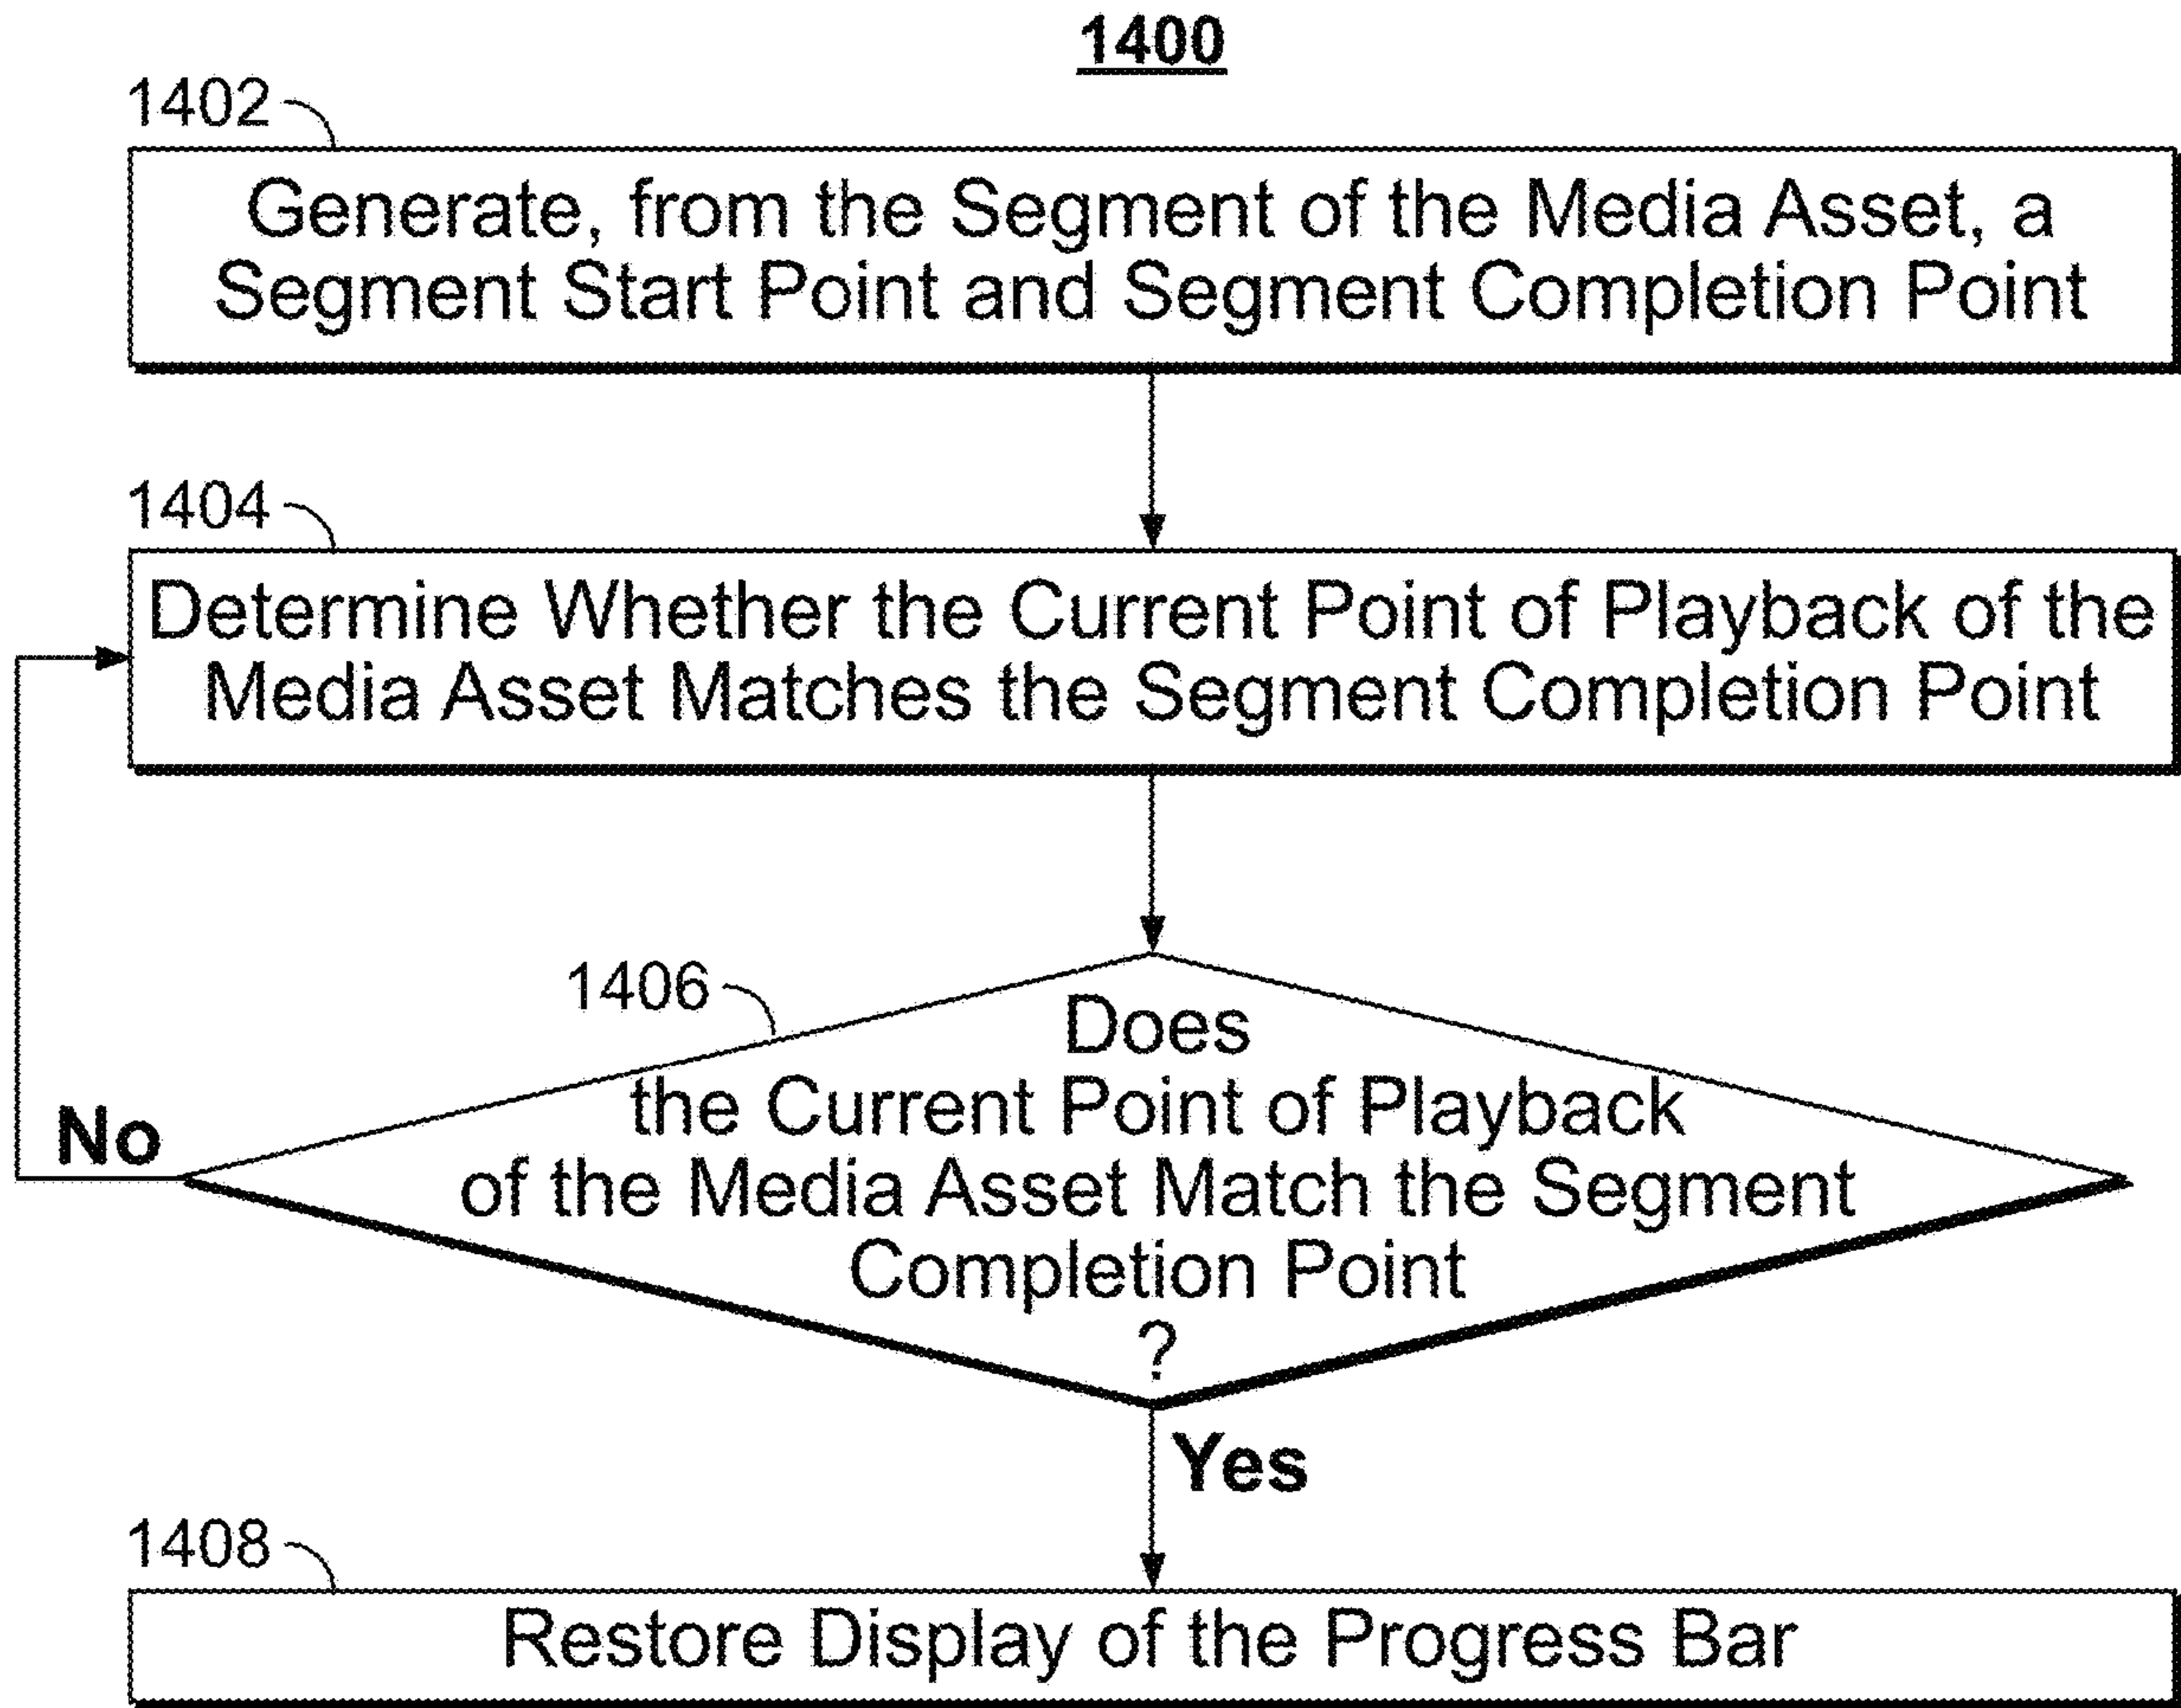 1400
1402
Generate, from the Segment of the Media Asset, a
Segment Start Point and Segment Completion Point
1404
Determine Whether the Current Point of Playback of the
Media Asset Matches the Segment Completion Point
1406
Does
the Current Point of Playback
of the Media Asset Match the Segment
Completion Point
?
No
Yes
1408
Restore Display of the Progress Bar